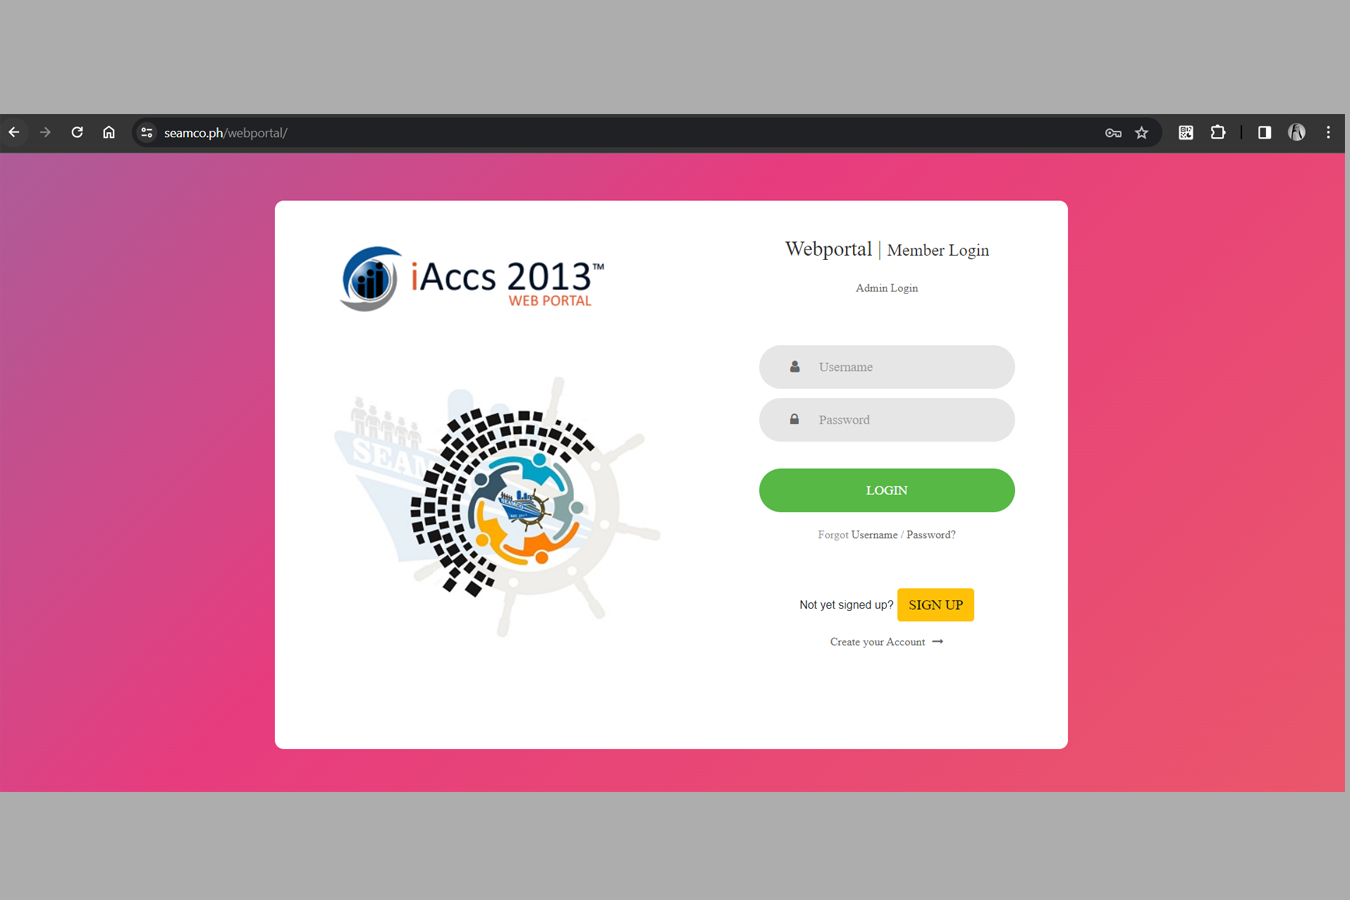 seamco.ph/webportal/
iAccs 2013™
WEB PORTAL
Webportal | Member Login
Admin Login
Username
Password
LOGIN
Forgot Username / Password?
Not yet signed up? SIGN UP
Create your Account